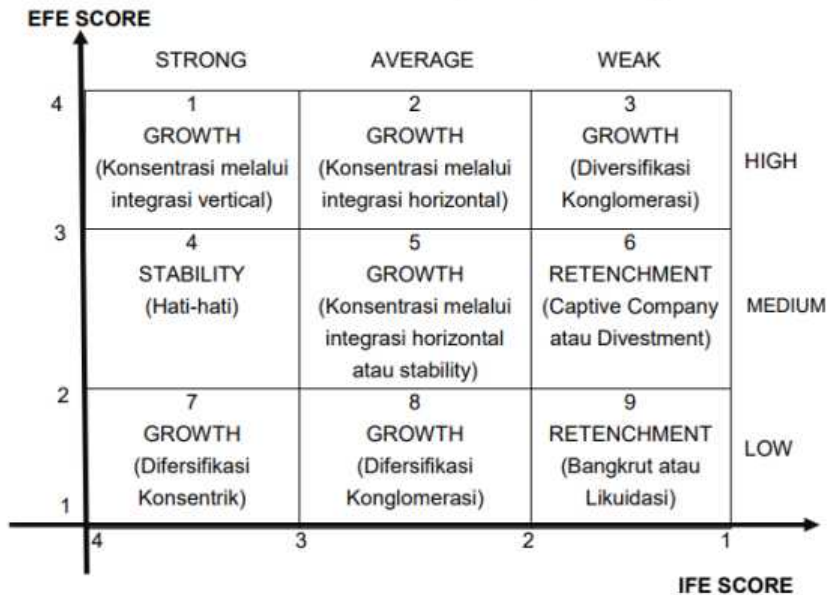 EFE SCORE
STRONG AVERAGE WEAK
4
1
GROWTH
(Konsentrasi melalui
integrasi vertical)
2
GROWTH
(Konsentrasi melalui
integrasi horizontal)
3
GROWTH
(Diversifikasi
Konglomerasi)
HIGH
3
4
STABILITY
(Hati-hati)
5
GROWTH
(Konsentrasi melalui
integrasi horizontal
atau stability)
6
RETENCHMENT
(Captive Company
atau Divestment)
MEDIUM
2
7
GROWTH
(Difersifikasi
Konsentrik)
8
GROWTH
(Difersifikasi
Konglomerasi)
9
RETENCHMENT
(Bangkrut atau
Likuidasi)
LOW
1
4 3 2 1
IFE SCORE